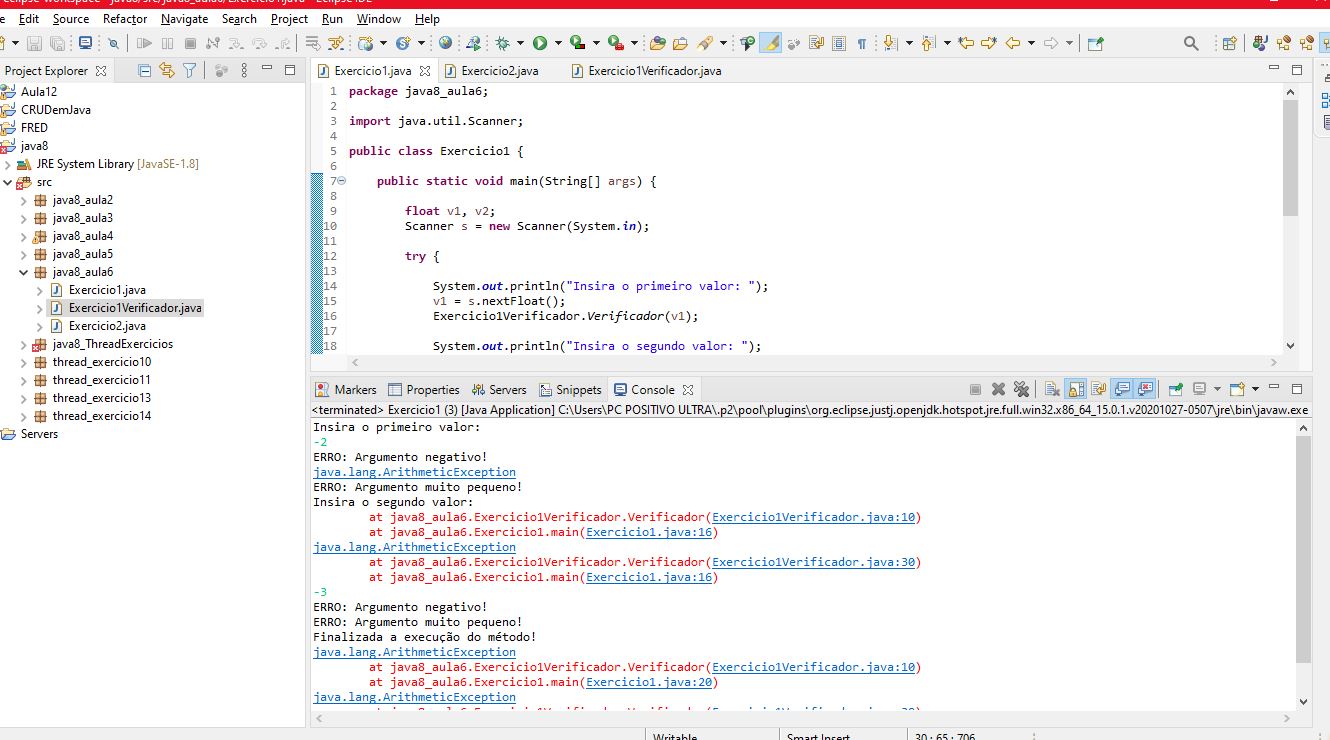 eclipse-workspace - java8/src/java8_aula6/Exercicio1.java - Eclipse IDE
Edit Source Refactor Navigate Search Project Run Window Help
Project Explorer
Aula12
CRUDemJava
FRED
java8
JRE System Library [JavaSE-1.8]
src
java8_aula2
java8_aula3
java8_aula4
java8_aula5
java8_aula6
Exercicio1.java
Exercicio1Verificador.java
Exercicio2.java
java8_ThreadExercicios
thread_exercicio10
thread_exercicio11
thread_exercicio13
thread_exercicio14
Servers
Exercicio1.java Exercicio2.java Exercicio1Verificador.java
1 package java8_aula6;
2
3 import java.util.Scanner;
4
5 public class Exercicio1 {
6
7 public static void main(String[] args) {
8
9 float v1, v2;
10 Scanner s = new Scanner(System.in);
11
12 try {
13
14 System.out.println("Insira o primeiro valor: ");
15 v1 = s.nextFloat();
16 Exercicio1Verificador.Verificador(v1);
17
18 System.out.println("Insira o segundo valor: ");
Markers Properties Servers Snippets Console
<terminated> Exercicio1 (3) [Java Application] C:\Users\PC POSITIVO ULTRA\.p2\pool\plugins\org.eclipse.justj.openjdk.hotspot.jre.full.win32.x86_64_15.0.1.v20201027-0507\jre\bin\javaw.exe
Insira o primeiro valor:
-2
ERRO: Argumento negativo!
java.lang.ArithmeticException
ERRO: Argumento muito pequeno!
Insira o segundo valor:
at java8_aula6.Exercicio1Verificador.Verificador(Exercicio1Verificador.java:10)
at java8_aula6.Exercicio1.main(Exercicio1.java:16)
java.lang.ArithmeticException
at java8_aula6.Exercicio1Verificador.Verificador(Exercicio1Verificador.java:30)
at java8_aula6.Exercicio1.main(Exercicio1.java:16)
-3
ERRO: Argumento negativo!
ERRO: Argumento muito pequeno!
Finalizada a execução do método!
java.lang.ArithmeticException
at java8_aula6.Exercicio1Verificador.Verificador(Exercicio1Verificador.java:10)
at java8_aula6.Exercicio1.main(Exercicio1.java:20)
java.lang.ArithmeticException
at java8_aula6.Exercicio1Verificador.Verificador(Exercicio1Verificador.java:30)
Writable Smart Insert 30 : 65 : 706